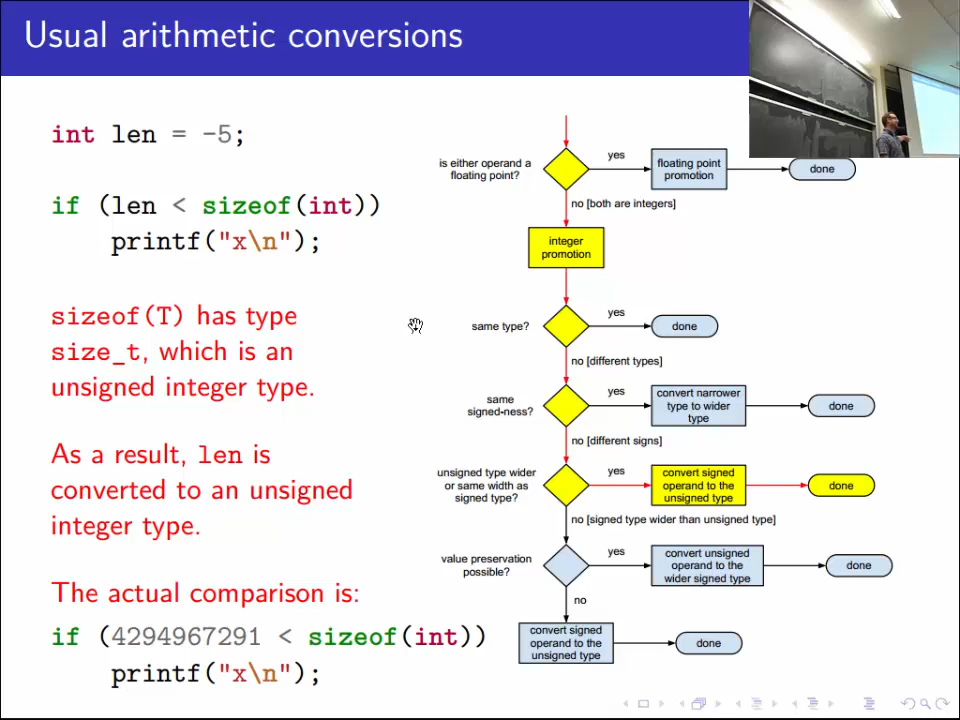 Usual arithmetic conversions
int len = -5;
if (len < sizeof(int))
printf("x\n");
sizeof(T) has type
size_t, which is an
unsigned integer type.
As a result, len is
converted to an unsigned
integer type.
The actual comparison is:
if (4294967291 < sizeof(int))
printf("x\n");
is either operand a
floating point?
yes
floating point
promotion
done
no [both are integers]
integer
promotion
same type?
yes
done
no [different types]
same
signed-ness?
yes
convert narrower
type to wider
type
done
no [different signs]
unsigned type wider
or same width as
signed type?
yes
convert signed
operand to the
unsigned type
done
no [signed type wider than unsigned type]
value preservation
possible?
yes
convert unsigned
operand to the
wider signed type
done
no
convert signed
operand to the
unsigned type
done